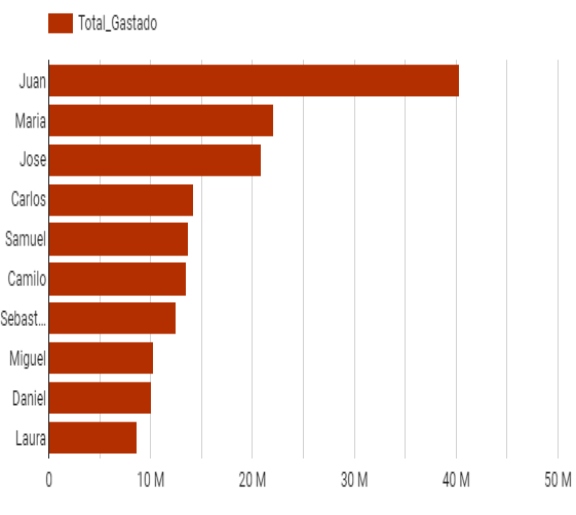 Total_Gastado
Juan
Maria
Jose
Carlos
Samuel
Camilo
Sebast...
Miguel
Daniel
Laura
0 10 M 20 M 30 M 40 M 50 M